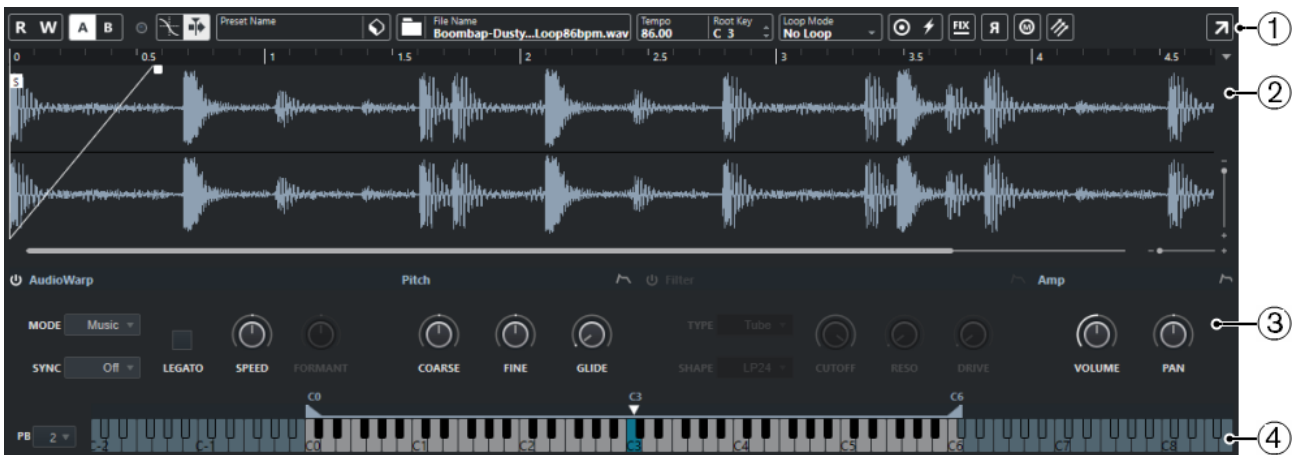 R W A B Preset Name File Name Tempo Root Key Loop Mode FIX R M 1
Boombap-Dusty...Loop86bpm.wav 86.00 C 3 No Loop
0 0.5 1 1.5 2 2.5 3 3.5 4 4.5
S
2
AudioWarp Pitch Filter Amp
MODE Music TYPE Tube 3
SYNC Off LEGATO SPEED FORMANT COARSE FINE GLIDE SHAPE LP24 CUTOFF RESO DRIVE VOLUME PAN
C0 C3 C6
PB 2 C-2 C-1 C0 C1 C2 C3 C4 C5 C6 C7 C8 4